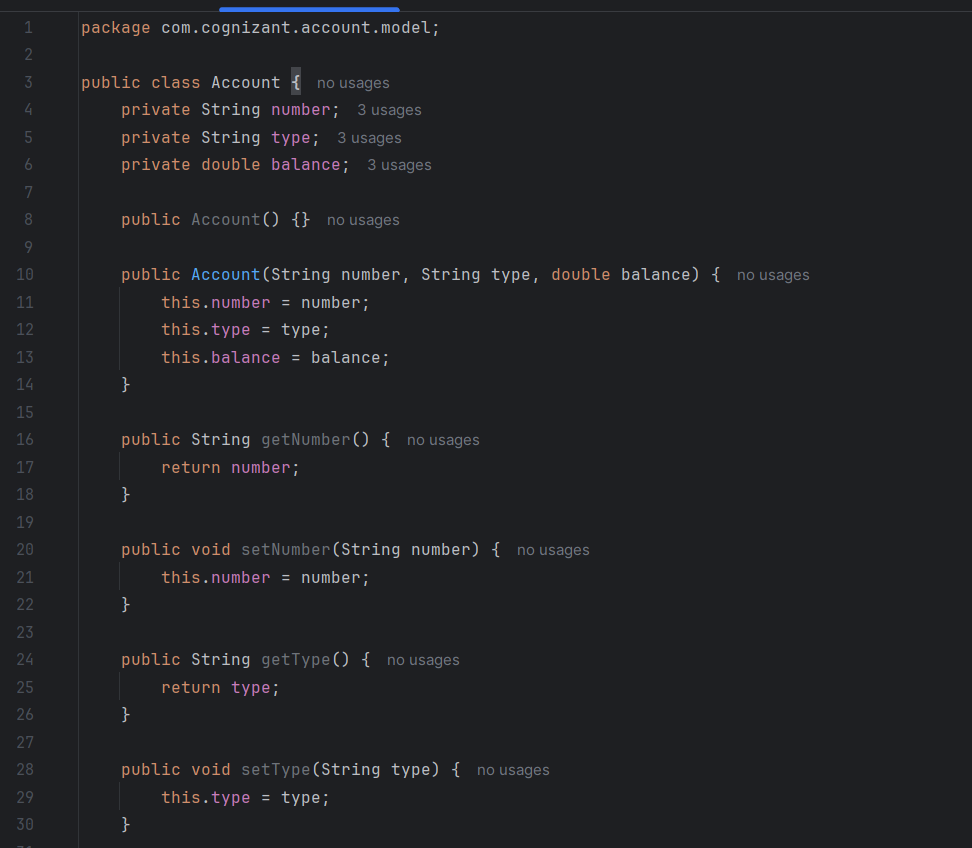 1 package com.cognizant.account.model;
2
3 public class Account { no usages
4 private String number; 3 usages
5 private String type; 3 usages
6 private double balance; 3 usages
7
8 public Account() {} no usages
9
10 public Account(String number, String type, double balance) { no usages
11 this.number = number;
12 this.type = type;
13 this.balance = balance;
14 }
15
16 public String getNumber() { no usages
17 return number;
18 }
19
20 public void setNumber(String number) { no usages
21 this.number = number;
22 }
23
24 public String getType() { no usages
25 return type;
26 }
27
28 public void setType(String type) { no usages
29 this.type = type;
30 }